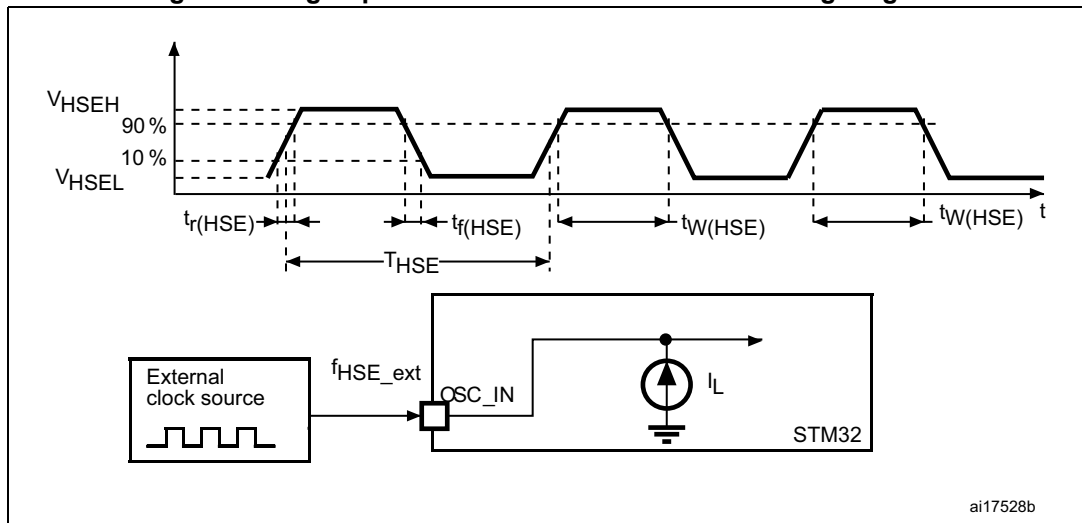 VHSEH
90 %
10 %
VHSEL
tr(HSE)
tf(HSE)
tW(HSE)
tW(HSE)
t
THSE
fHSE_ext
External
clock source
OSC_IN
IL
STM32
ai17528b